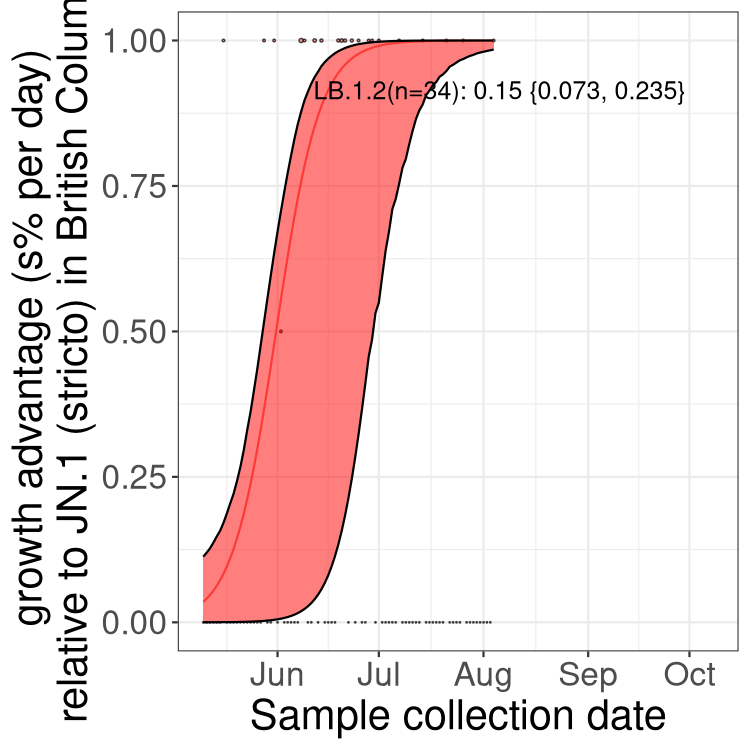 growth advantage (s% per day)
relative to JN.1 (stricto) in British Colum
1.00
0.75
0.50
0.25
0.00
LB.1.2(n=34): 0.15 {0.073, 0.235}
Jun Jul Aug Sep Oct
Sample collection date